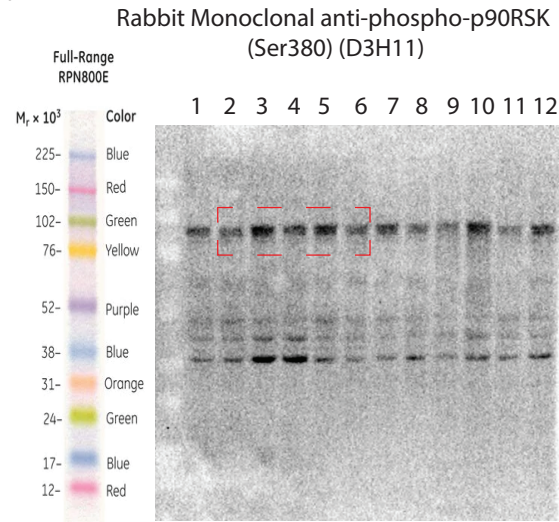 Rabbit Monoclonal anti-phospho-p90RSK
(Ser380) (D3H11)
Full-Range
RPN800E
Mr x 10³ Color
1 2 3 4 5 6 7 8 9 10 11 12
225- Blue
150- Red
102- Green
76- Yellow
52- Purple
38- Blue
31- Orange
24- Green
17- Blue
12- Red